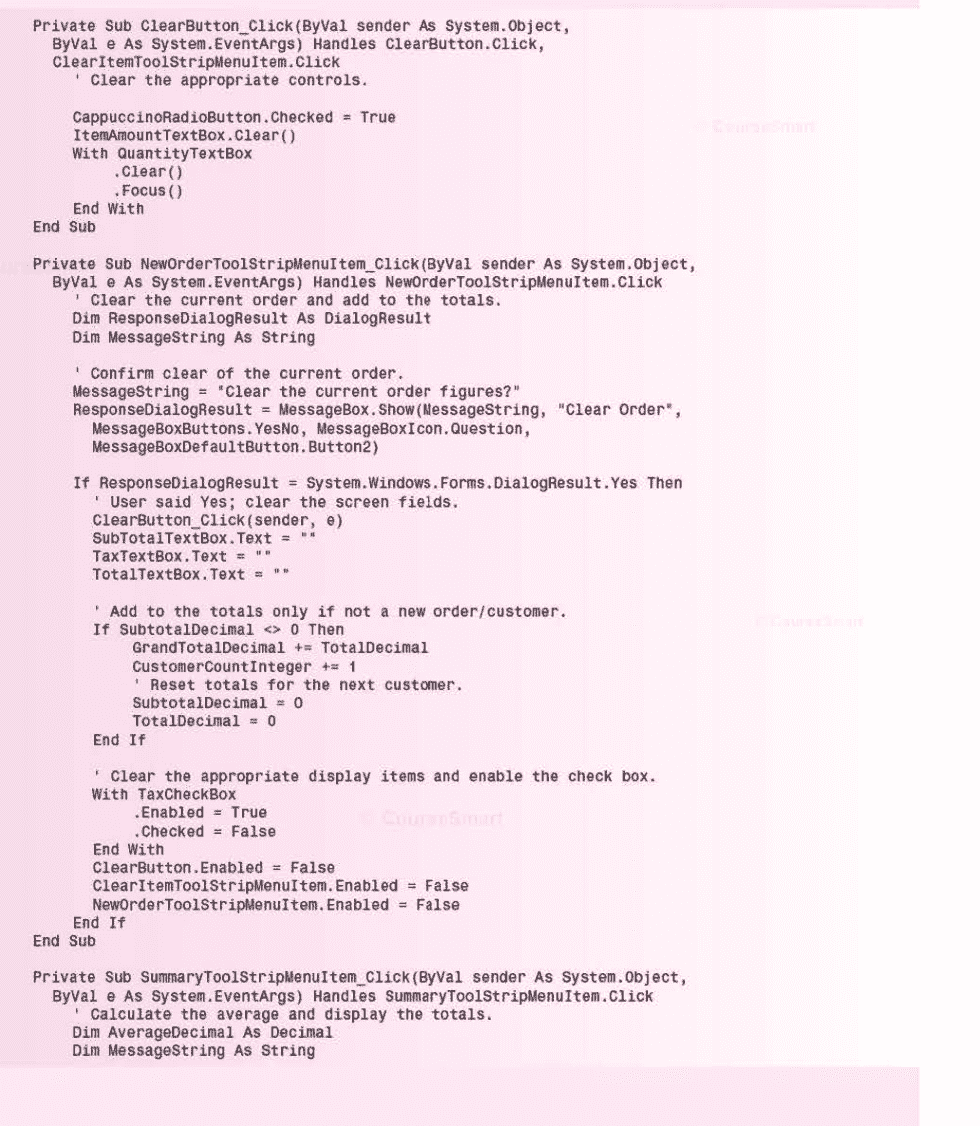 Private Sub ClearButton_Click(ByVal sender As System.Object,
ByVal e As System.EventArgs) Handles ClearButton.Click,
ClearItemToolStripMenuItem.Click
' Clear the appropriate controls.
CappuccinoRadioButton.Checked = True
ItemAmountTextBox.Clear()
© CourseSmart
With QuantityTextBox
.Clear()
.Focus()
End With
End Sub
Private Sub NewOrderToolStripMenuItem_Click(ByVal sender As System.Object,
ByVal e As System.EventArgs) Handles NewOrderToolStripMenuItem.Click
' Clear the current order and add to the totals.
Dim ResponseDialogResult As DialogResult
Dim MessageString As String
' Confirm clear of the current order.
MessageString = "Clear the current order figures?"
ResponseDialogResult = MessageBox.Show(MessageString, "Clear Order",
MessageBoxButtons.YesNo, MessageBoxIcon.Question,
MessageBoxDefaultButton.Button2)
If ResponseDialogResult = System.Windows.Forms.DialogResult.Yes Then
' User said Yes; clear the screen fields.
ClearButton_Click(sender, e)
SubTotalTextBox.Text = ""
TaxTextBox.Text = ""
TotalTextBox.Text = ""
' Add to the totals only if not a new order/customer.
© CourseSmart
If SubtotalDecimal <> 0 Then
GrandTotalDecimal += TotalDecimal
CustomerCountInteger += 1
' Reset totals for the next customer.
SubtotalDecimal = 0
TotalDecimal = 0
End If
' Clear the appropriate display items and enable the check box.
With TaxCheckBox
.Enabled = True
© CourseSmart
.Checked = False
End With
ClearButton.Enabled = False
ClearItemToolStripMenuItem.Enabled = False
NewOrderToolStripMenuItem.Enabled = False
End If
End Sub
Private Sub SummaryToolStripMenuItem_Click(ByVal sender As System.Object,
ByVal e As System.EventArgs) Handles SummaryToolStripMenuItem.Click
' Calculate the average and display the totals.
Dim AverageDecimal As Decimal
Dim MessageString As String